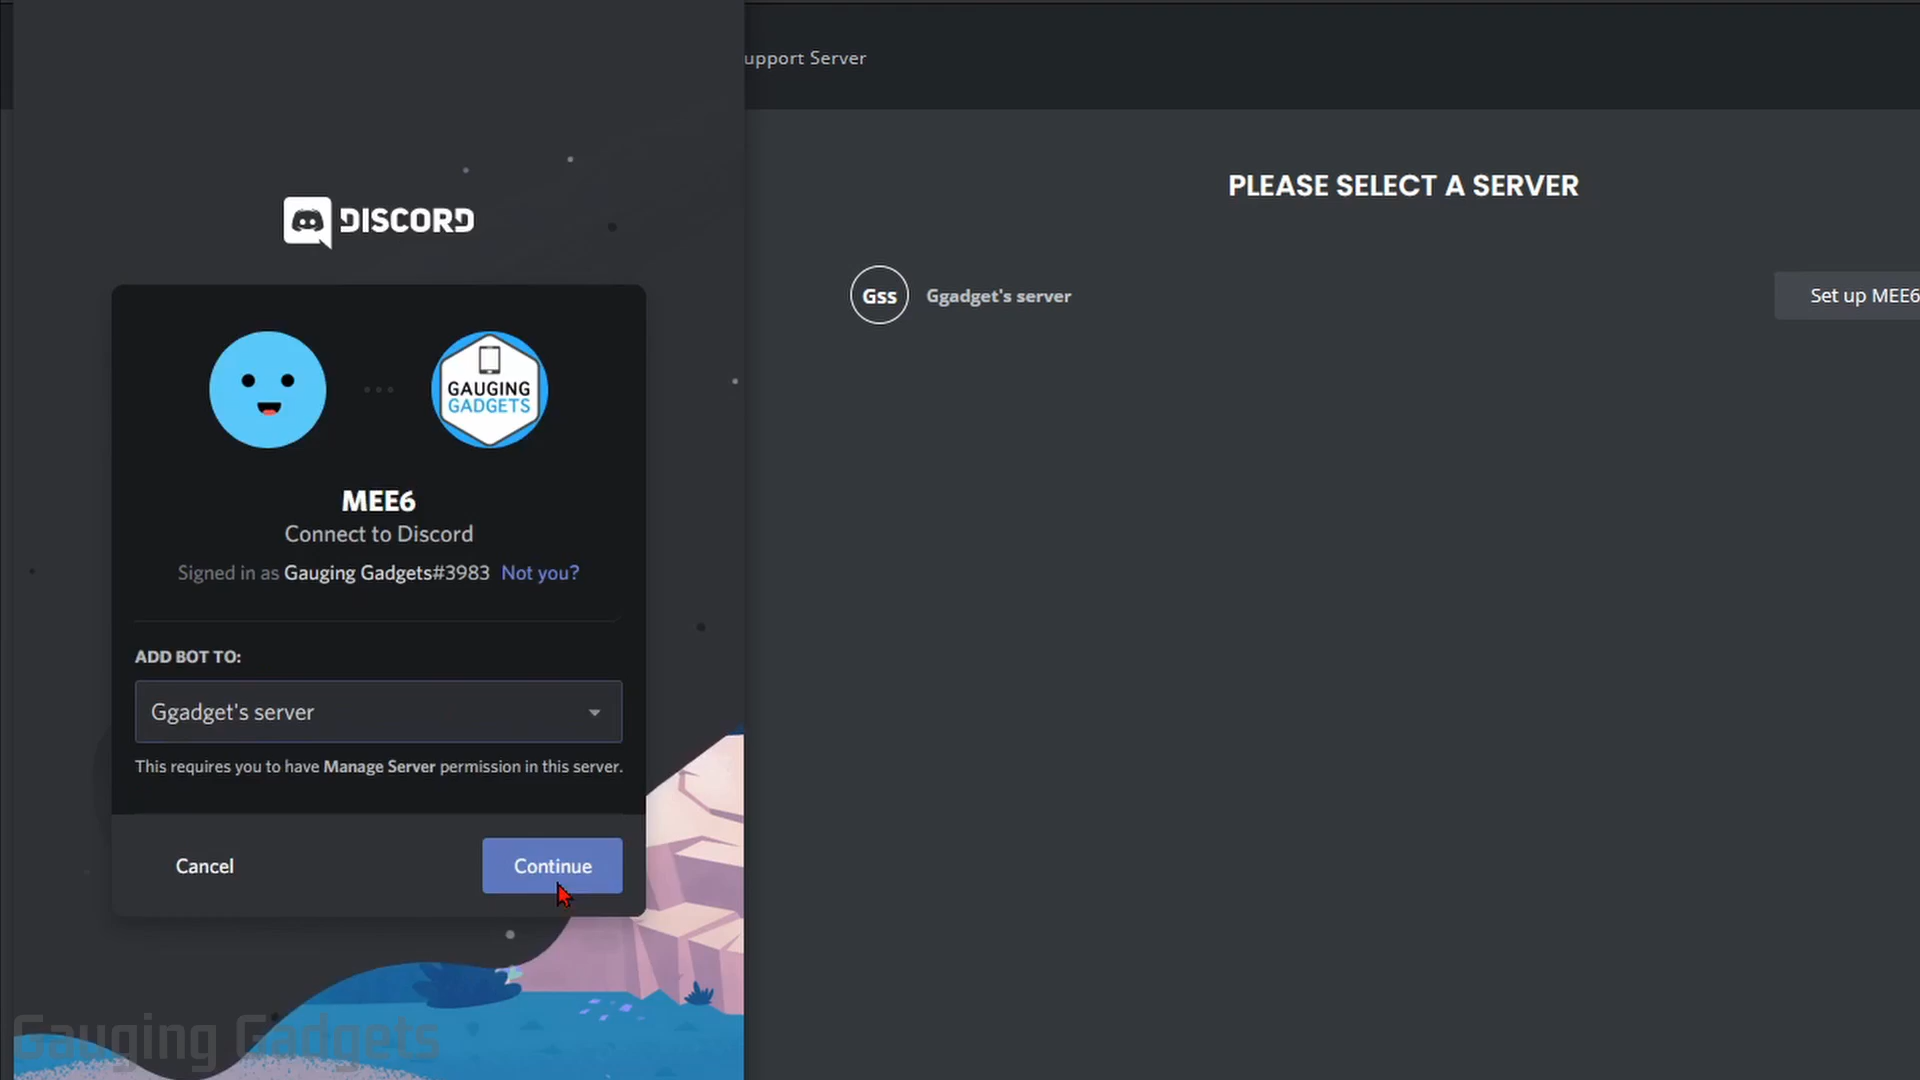 upport Server
PLEASE SELECT A SERVER
Gss
Ggadget's server
Set up MEE6
DISCORD
GAUGING
GADGETS
MEE6
Connect to Discord
Signed in as Gauging Gadgets#3983 Not you?
ADD BOT TO:
Ggadget's server
This requires you to have Manage Server permission in this server.
Cancel
Continue
Gauging Gadgets